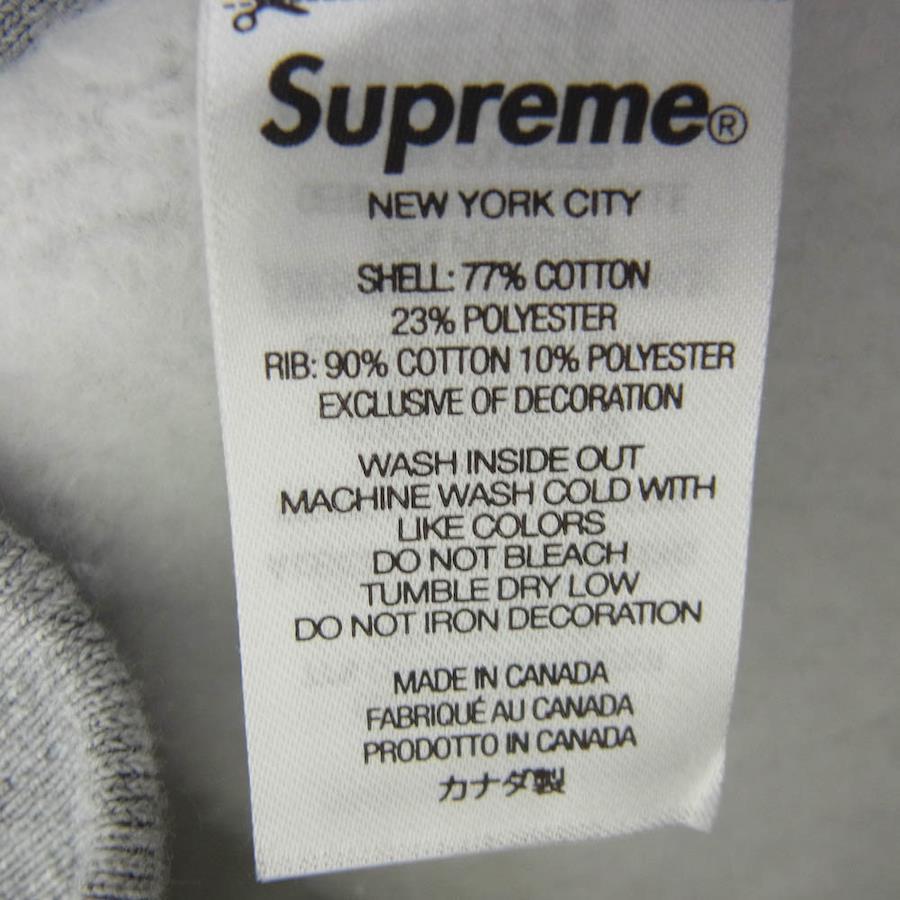 Supreme®
NEW YORK CITY
SHELL: 77% COTTON
23% POLYESTER
RIB: 90% COTTON 10% POLYESTER
EXCLUSIVE OF DECORATION
WASH INSIDE OUT
MACHINE WASH COLD WITH
LIKE COLORS
DO NOT BLEACH
TUMBLE DRY LOW
DO NOT IRON DECORATION
MADE IN CANADA
FABRIQUÉ AU CANADA
PRODOTTO IN CANADA
カナダ製